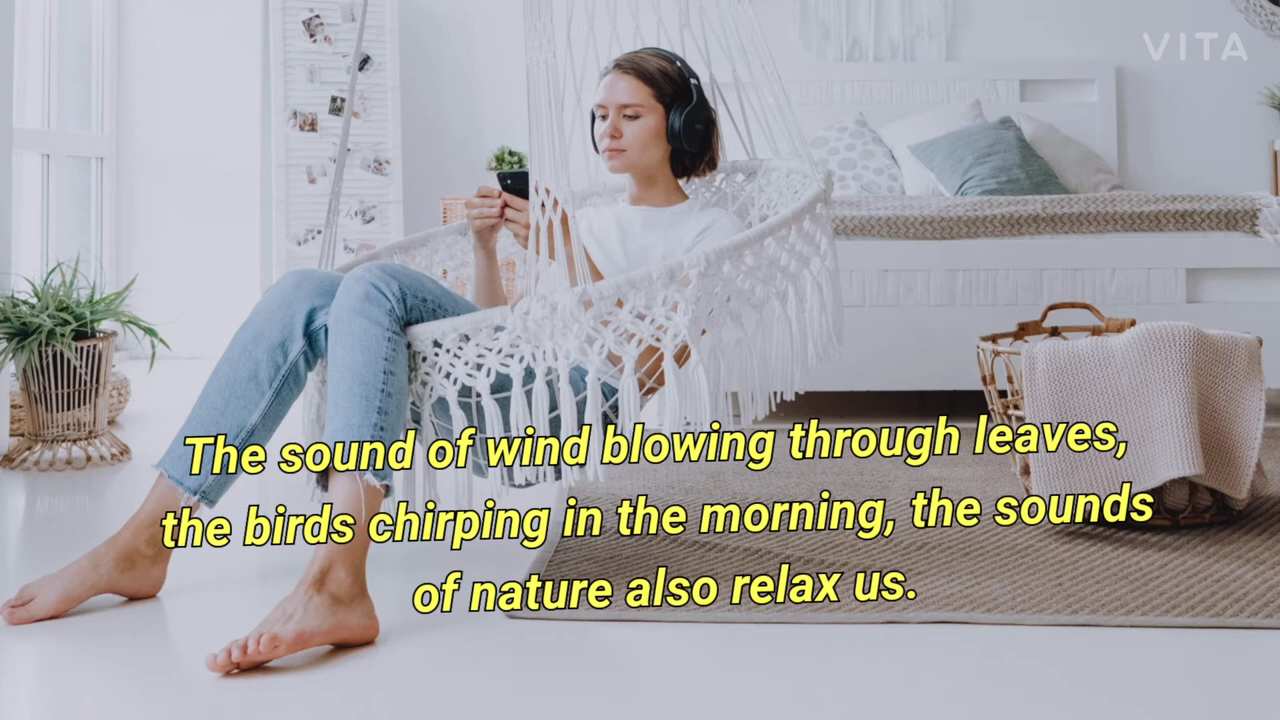 VITA
The sound of wind blowing through leaves,
the birds chirping in the morning, the sounds
of nature also relax us.